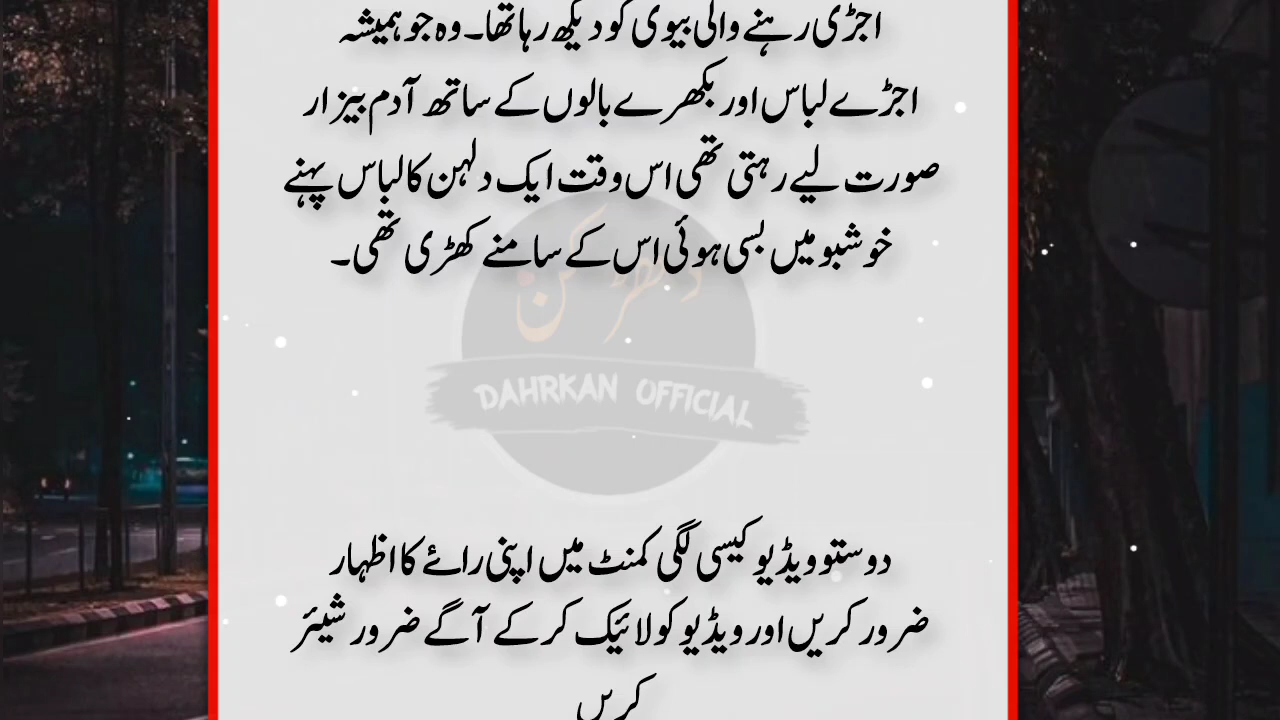 اجڑی رہنے والی بیوی کو دیکھ رہا تھا۔ وہ جو ہمیشہ
اجڑے لباس اور بکھرے بالوں کے ساتھ آدم بیزار
صورت لیے رہتی تھی اس وقت ایک دلہن کا لباس پہنے
خوشبو میں بسی ہوئی اس کے سامنے کھڑی تھی۔
دھڑکن
DAHRKAN OFFICIAL
دوستو ویڈیو کیسی لگی کمنٹ میں اپنی رائے کا اظہار
ضرور کریں اور ویڈیو کو لائیک کر کے آگے ضرور شیئر
کریں